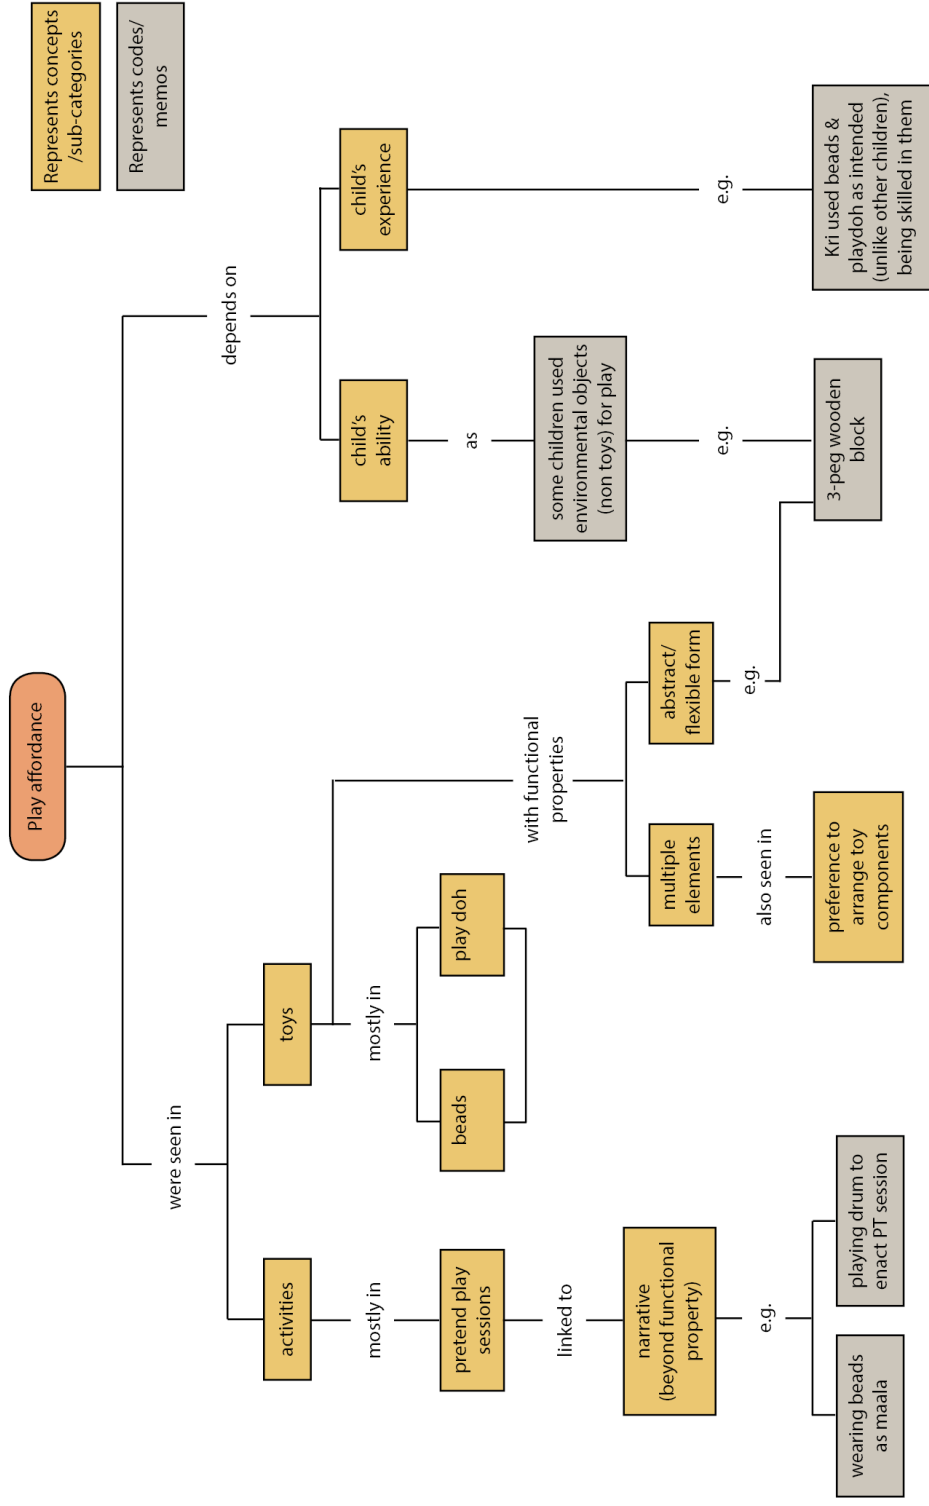 Represents concepts
/sub-categories
Represents codes/
memos
Play affordance
were seen in
depends on
activities
toys
child's
ability
child's
experience
mostly in
mostly in
as
pretend play
sessions
beads
play doh
with functional
properties
some children used
environmental objects
(non toys) for play
linked to
narrative
(beyond functional
property)
multiple
elements
abstract/
flexible form
e.g.
also seen in
e.g.
e.g.
e.g.
wearing beads
as maala
playing drum to
enact PT session
preference to
arrange toy
components
3-peg wooden
block
Kri used beads &
playdoh as intended
(unlike other children),
being skilled in them